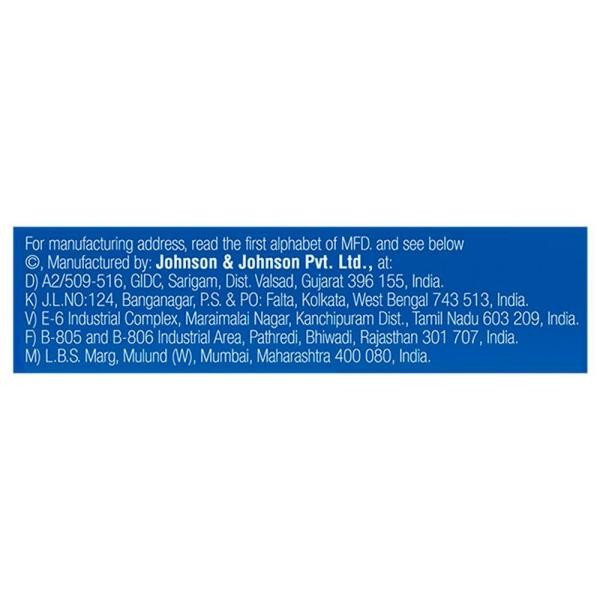 For manufacturing address, read the first alphabet of MFD. and see below
©, Manufactured by: Johnson & Johnson Pvt. Ltd., at:
D) A2/509-516, GIDC, Sarigam, Dist. Valsad, Gujarat 396 155, India.
K) J.L.NO:124, Banganagar, P.S. & PO: Falta, Kolkata, West Bengal 743 513, India.
V) E-6 Industrial Complex, Maraimalai Nagar, Kanchipuram Dist., Tamil Nadu 603 209, India.
F) B-805 and B-806 Industrial Area, Pathredi, Bhiwadi, Rajasthan 301 707, India.
M) L.B.S. Marg, Mulund (W), Mumbai, Maharashtra 400 080, India.